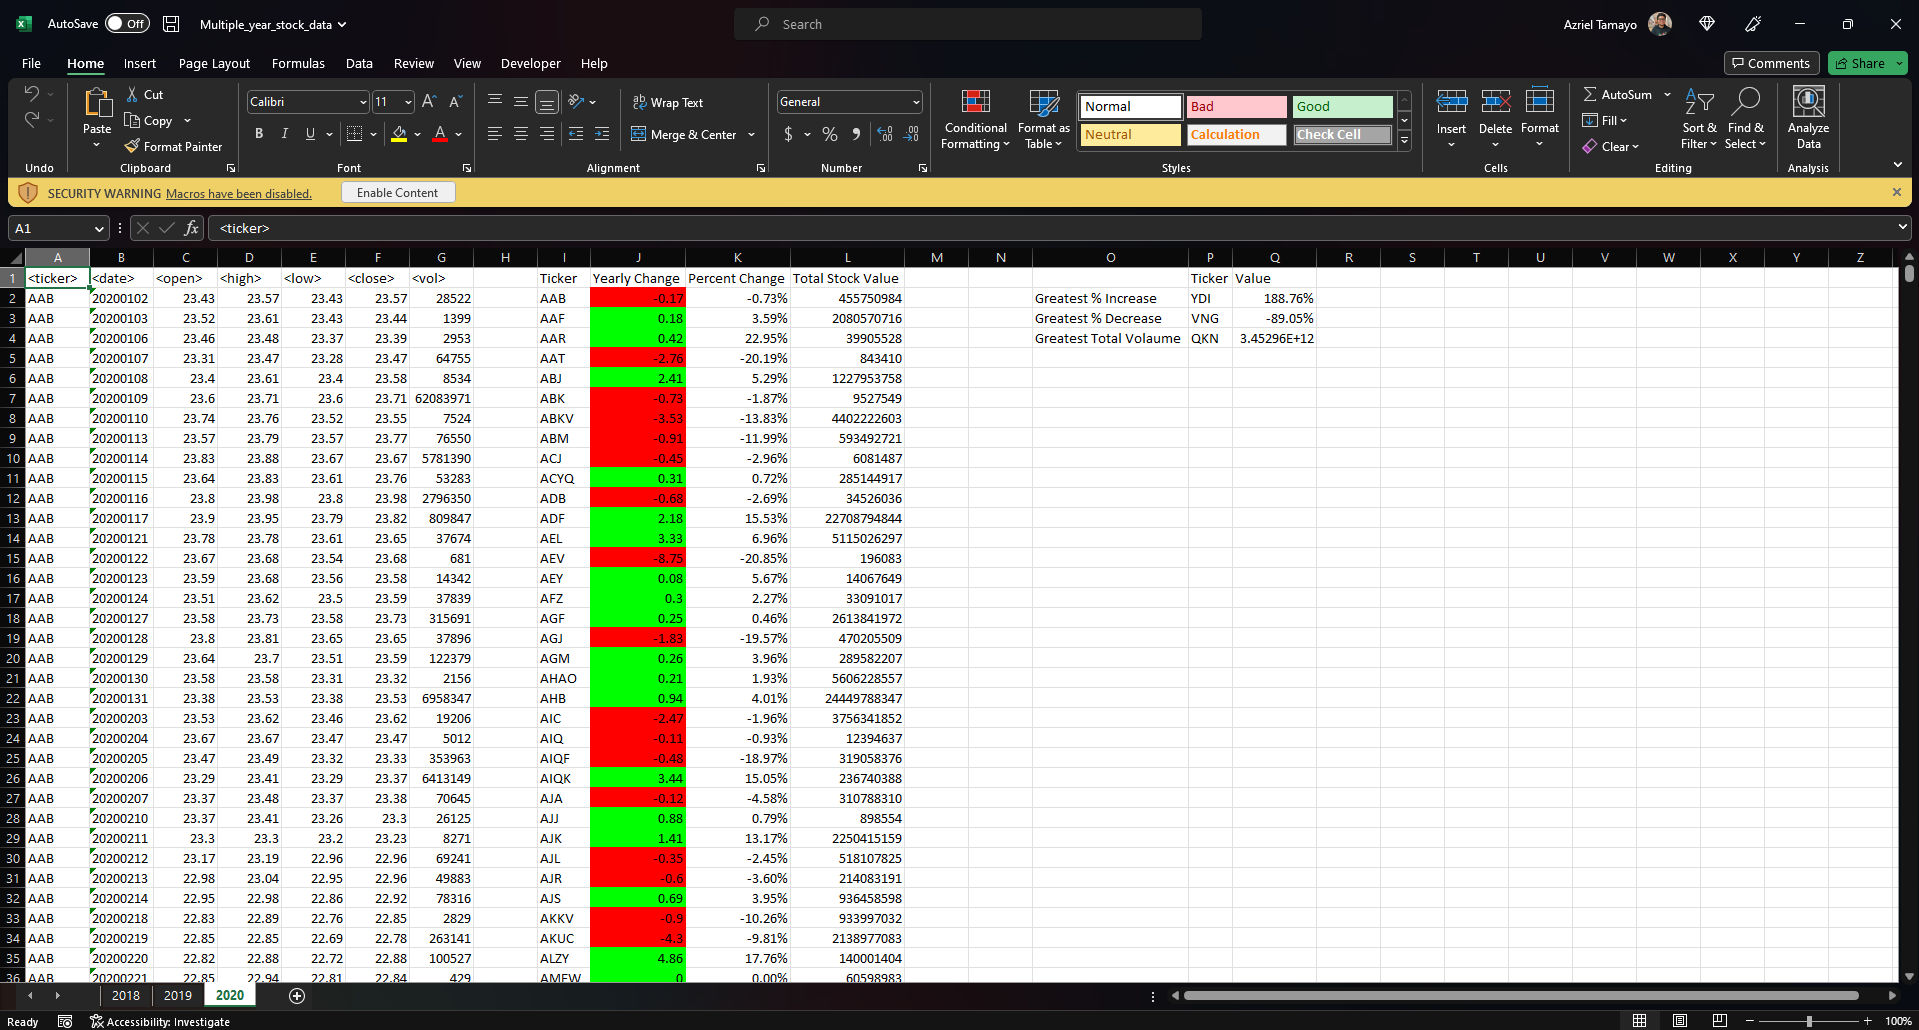 AutoSave Off Multiple_year_stock_data Search Azriel Tamayo
File Home Insert Page Layout Formulas Data Review View Developer Help Comments Share
Cut Calibri 11 Wrap Text General Normal Bad Good AutoSum
Paste Copy B I U Merge & Center $ % Conditional Formatting Format as Table Neutral Calculation Check Cell Insert Delete Format Fill Sort & Filter Find & Select Analyze Data
Format Painter Clear
Undo Clipboard Font Alignment Number Styles Cells Editing Analysis
SECURITY WARNING Macros have been disabled. Enable Content
A1 fx <ticker>
A B C D E F G H I J K L M N O P Q R S T U V W X Y Z
1 <ticker> <date> <open> <high> <low> <close> <vol> Ticker Yearly Change Percent Change Total Stock Value Ticker Value
2 AAB 20200102 23.43 23.57 23.43 23.57 28522 AAB -0.17 -0.73% 455750984 Greatest % Increase YDI 188.76%
3 AAB 20200103 23.52 23.61 23.43 23.44 1399 AAF 0.18 3.59% 2080570716 Greatest % Decrease VNG -89.05%
4 AAB 20200106 23.46 23.48 23.37 23.39 2953 AAR 0.42 22.95% 39905528 Greatest Total Volaume QKN 3.45296E+12
5 AAB 20200107 23.31 23.47 23.28 23.47 64755 AAT -2.76 -20.19% 843410
6 AAB 20200108 23.4 23.61 23.4 23.58 8534 ABJ 2.41 5.29% 1227953758
7 AAB 20200109 23.6 23.71 23.6 23.71 62083971 ABK -0.73 -1.87% 9527549
8 AAB 20200110 23.74 23.76 23.52 23.55 7524 ABKV -3.53 -13.83% 4402222603
9 AAB 20200113 23.57 23.79 23.57 23.77 76550 ABM -0.91 -11.99% 593492721
10 AAB 20200114 23.83 23.88 23.67 23.67 5781390 ACJ -0.45 -2.96% 6081487
11 AAB 20200115 23.64 23.83 23.61 23.76 53283 ACYQ 0.31 0.72% 285144917
12 AAB 20200116 23.8 23.98 23.8 23.98 2796350 ADB -0.68 -2.69% 34526036
13 AAB 20200117 23.9 23.95 23.79 23.82 809847 ADF 2.18 15.53% 22708794844
14 AAB 20200121 23.78 23.78 23.61 23.65 37674 AEL 3.33 6.96% 5115026297
15 AAB 20200122 23.67 23.68 23.54 23.68 681 AEV -8.75 -20.85% 196083
16 AAB 20200123 23.59 23.68 23.56 23.58 14342 AEY 0.08 5.67% 14067649
17 AAB 20200124 23.51 23.62 23.5 23.59 37839 AFZ 0.3 2.27% 33091017
18 AAB 20200127 23.58 23.73 23.58 23.73 315691 AGF 0.25 0.46% 2613841972
19 AAB 20200128 23.8 23.81 23.65 23.65 37896 AGJ -1.83 -19.57% 470205509
20 AAB 20200129 23.64 23.7 23.51 23.59 122379 AGM 0.26 3.96% 289582207
21 AAB 20200130 23.58 23.58 23.31 23.32 2156 AHAO 0.21 1.93% 5606228557
22 AAB 20200131 23.38 23.53 23.38 23.53 6958347 AHB 0.94 4.01% 24449788347
23 AAB 20200203 23.53 23.62 23.46 23.62 19206 AIC -2.47 -1.96% 3756341852
24 AAB 20200204 23.67 23.67 23.47 23.47 5012 AIQ -0.11 -0.93% 12394637
25 AAB 20200205 23.47 23.49 23.32 23.33 353963 AIQF -0.48 -18.97% 319058376
26 AAB 20200206 23.29 23.41 23.29 23.37 6413149 AIQK 3.44 15.05% 236740388
27 AAB 20200207 23.37 23.48 23.37 23.38 70645 AJA -0.12 -4.58% 310788310
28 AAB 20200210 23.37 23.41 23.26 23.3 26125 AJJ 0.88 0.79% 898554
29 AAB 20200211 23.3 23.3 23.2 23.23 8271 AJK 1.41 13.17% 2250415159
30 AAB 20200212 23.17 23.19 22.96 22.96 69241 AJL -0.35 -2.45% 518107825
31 AAB 20200213 22.98 23.04 22.95 22.96 49883 AJR -0.6 -3.60% 214083191
32 AAB 20200214 22.95 22.98 22.86 22.92 78316 AJS 0.69 3.95% 936458598
33 AAB 20200218 22.83 22.89 22.76 22.85 2829 AKKV -0.9 -10.26% 933997032
34 AAB 20200219 22.85 22.85 22.69 22.78 263141 AKUC -4.3 -9.81% 2138977083
35 AAB 20200220 22.82 22.88 22.72 22.88 100527 ALZY 4.86 17.76% 140001404
36 AAB 20200221 22.85 22.94 22.81 22.84 429 AMEW 0 0.00% 60598983
2018 2019 2020
Ready Accessibility: Investigate 100%